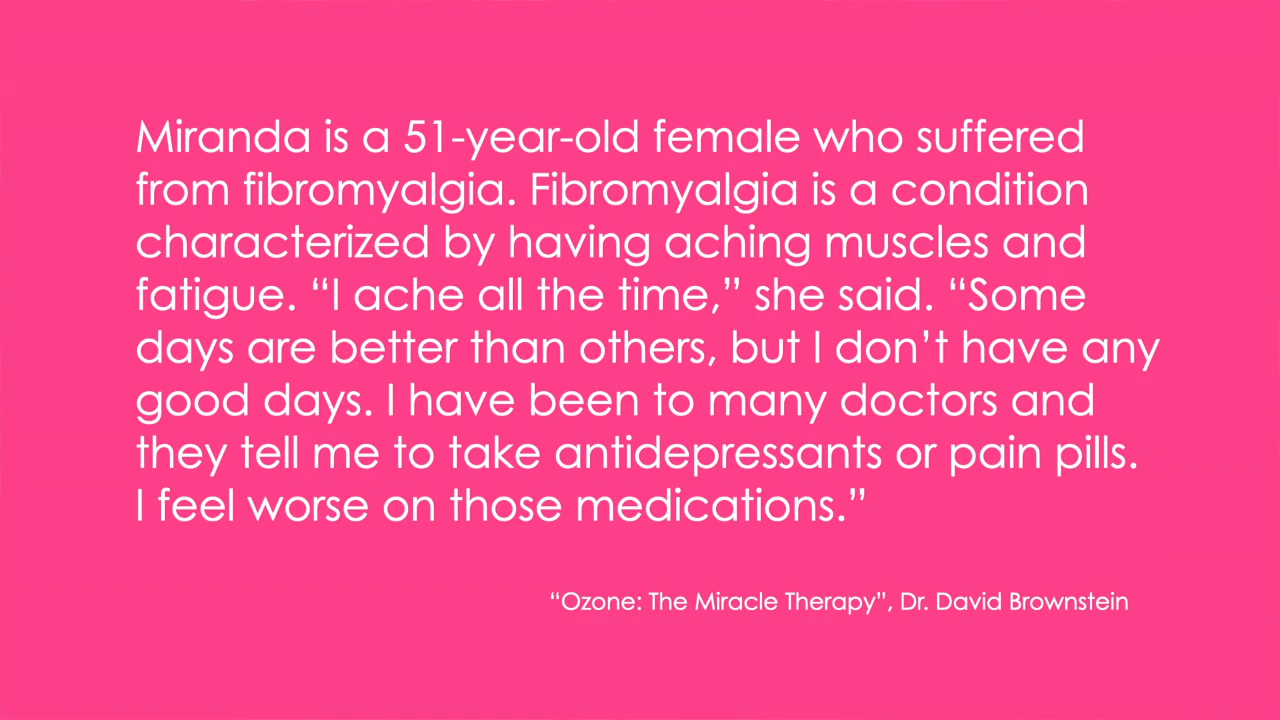 Miranda is a 51-year-old female who suffered
from fibromyalgia. Fibromyalgia is a condition
characterized by having aching muscles and
fatigue. “I ache all the time,” she said. “Some
days are better than others, but I don’t have any
good days. I have been to many doctors and
they tell me to take antidepressants or pain pills.
I feel worse on those medications.”
“Ozone: The Miracle Therapy”, Dr. David Brownstein